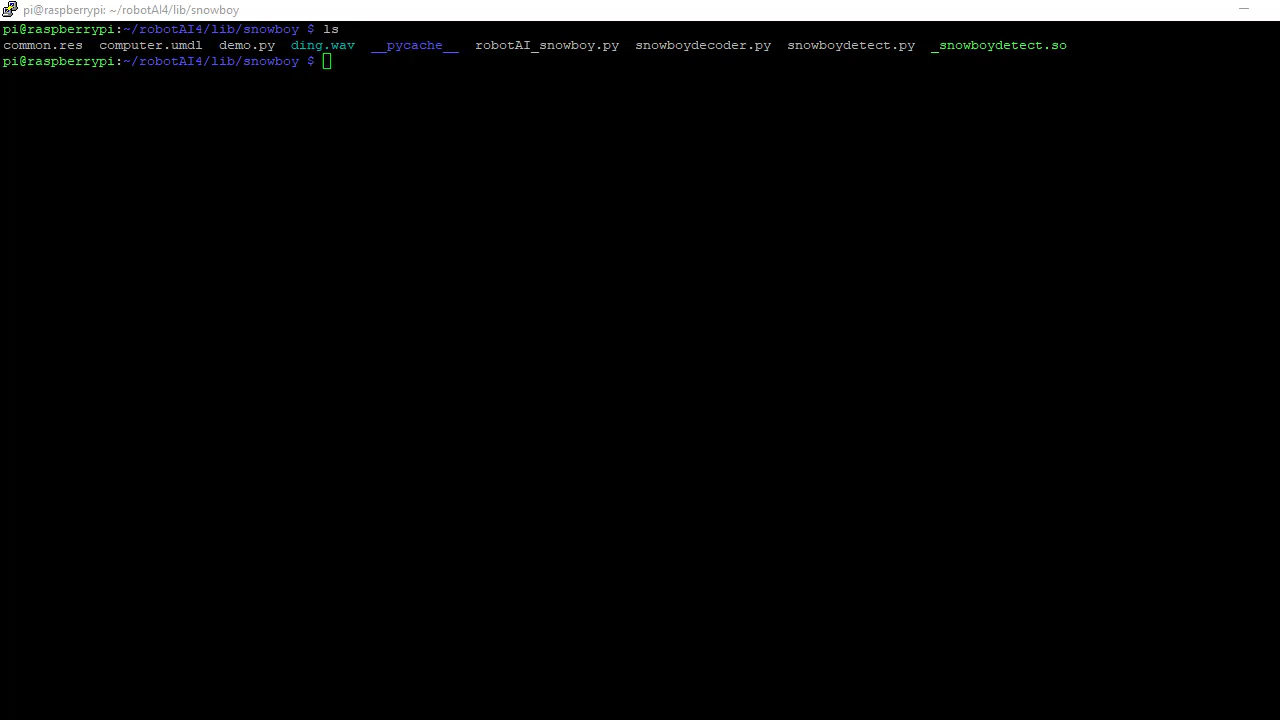 pi@raspberrypi: ~/robotAI4/lib/snowboy
pi@raspberrypi:~/robotAI4/lib/snowboy $ ls
common.res  computer.umdl  demo.py  ding.wav  __pycache__  robotAI_snowboy.py  snowboydecoder.py  snowboydetect.py  _snowboydetect.so
pi@raspberrypi:~/robotAI4/lib/snowboy $